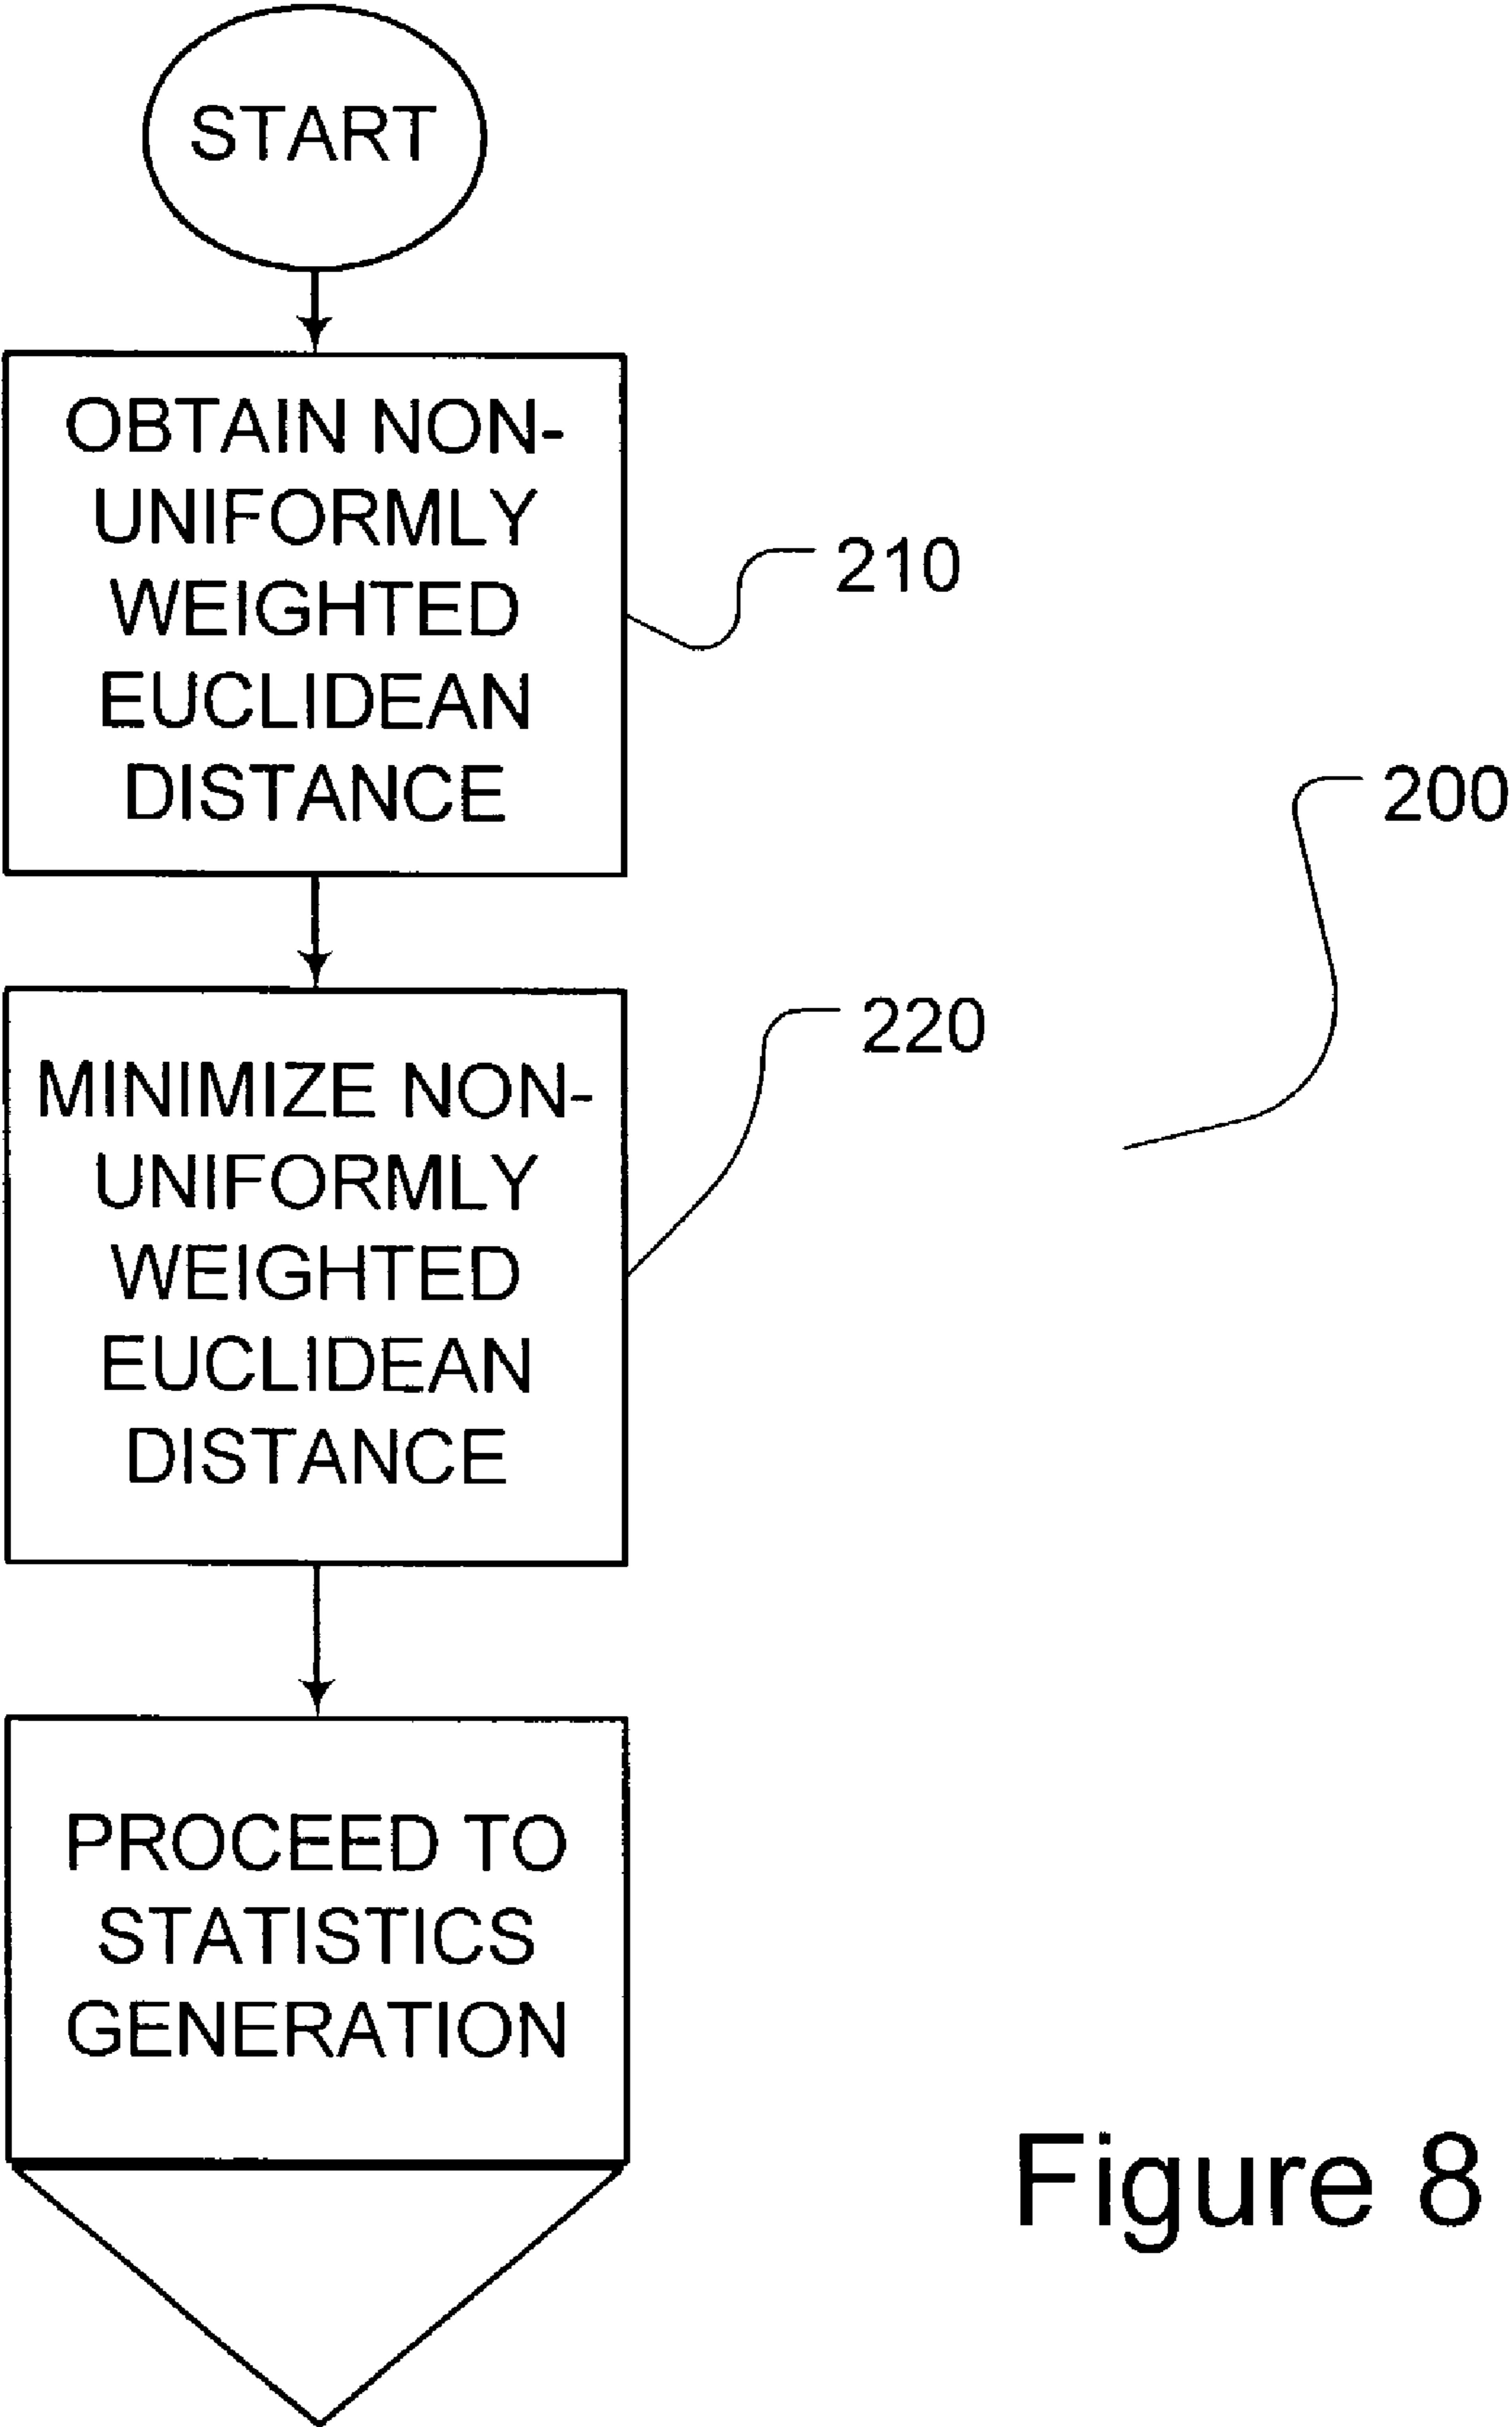 START
OBTAIN NON-
UNIFORMLY
WEIGHTED
EUCLIDEAN
DISTANCE
210
200
MINIMIZE NON-
UNIFORMLY
WEIGHTED
EUCLIDEAN
DISTANCE
220
PROCEED TO
STATISTICS
GENERATION
Figure 8